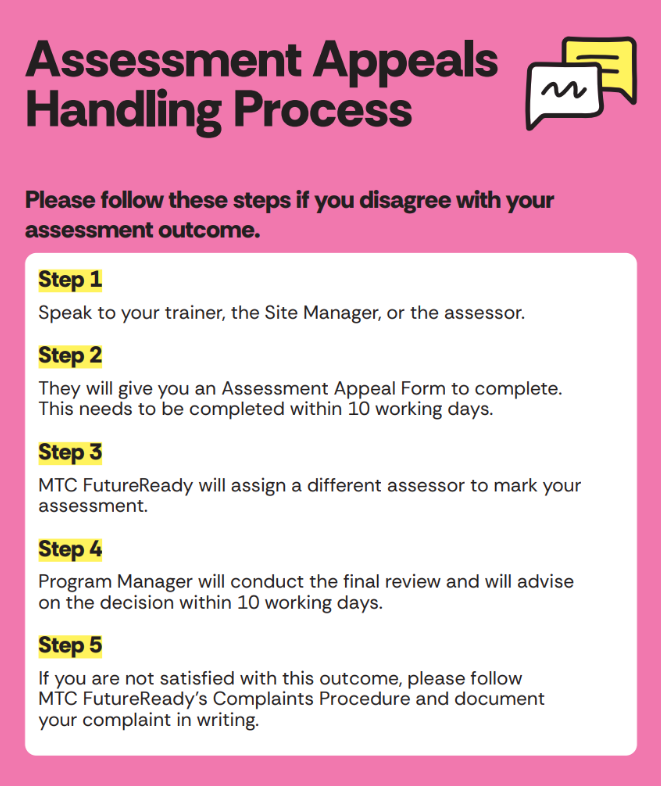 Assessment Appeals
Handling Process
Please follow these steps if you disagree with your
assessment outcome.
Step 1
Speak to your trainer, the Site Manager, or the assessor.
Step 2
They will give you an Assessment Appeal Form to complete.
This needs to be completed within 10 working days.
Step 3
MTC FutureReady will assign a different assessor to mark your
assessment.
Step 4
Program Manager will conduct the final review and will advise
on the decision within 10 working days.
Step 5
If you are not satisfied with this outcome, please follow
MTC FutureReady's Complaints Procedure and document
your complaint in writing.